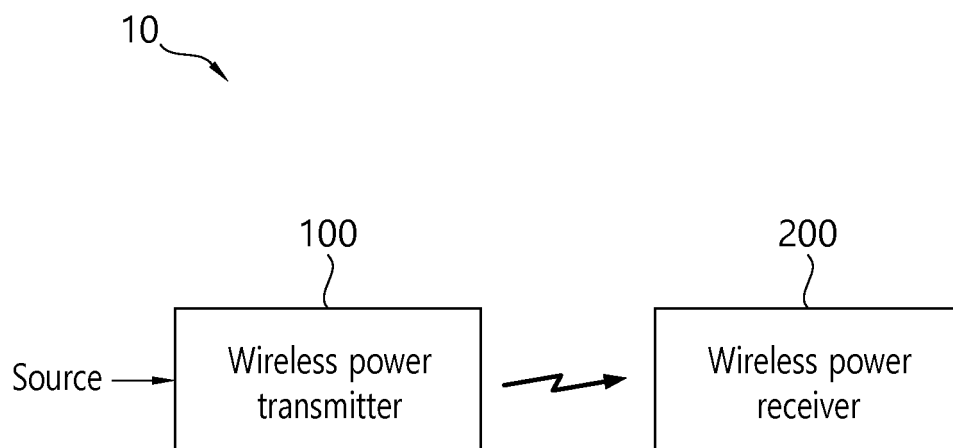 10
100
200
Source
Wireless power
transmitter
Wireless power
receiver